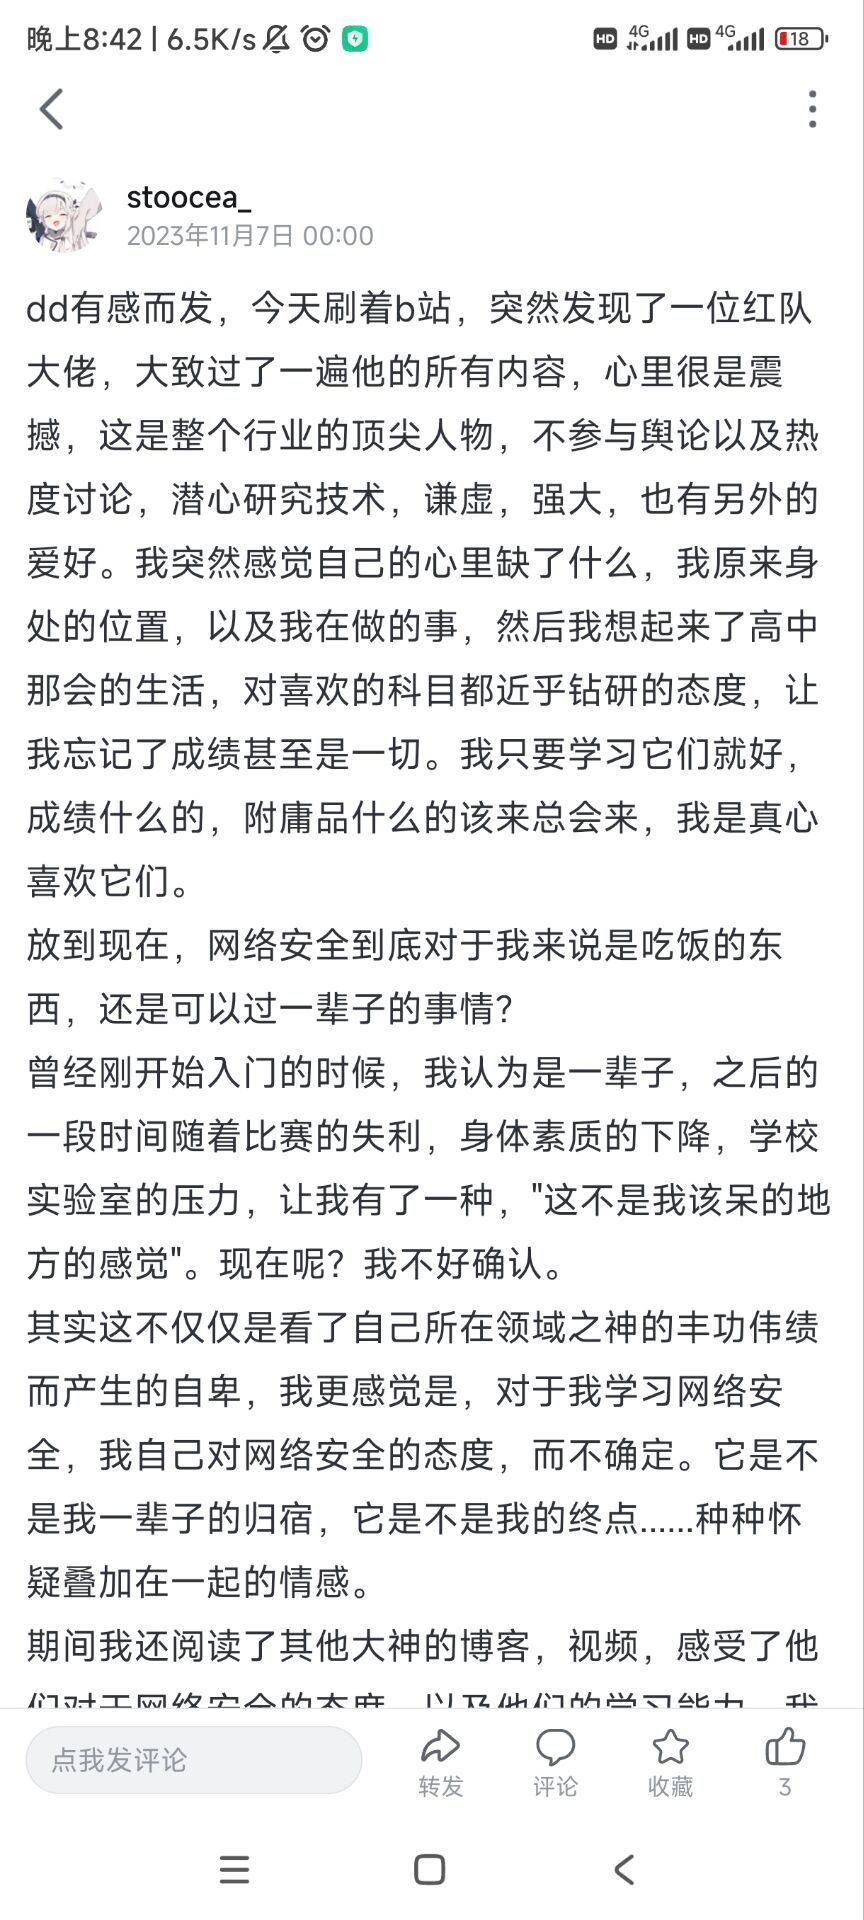 晚上8:42 | 6.5K/s
HD 4G HD 4G 18
stoocea_
2023年11月7日 00:00
dd有感而发，今天刷着b站，突然发现了一位红队
大佬，大致过了一遍他的所有内容，心里很是震
撼，这是整个行业的顶尖人物，不参与舆论以及热
度讨论，潜心研究技术，谦虚，强大，也有另外的
爱好。我突然感觉自己的心里缺了什么，我原来身
处的位置，以及我在做的事，然后我想起来了高中
那会的生活，对喜欢的科目都近乎钻研的态度，让
我忘记了成绩甚至是一切。我只要学习它们就好，
成绩什么的，附庸品什么的该来总会来，我是真心
喜欢它们。
放到现在，网络安全到底对于我来说是吃饭的东
西，还是可以过一辈子的事情？
曾经刚开始入门的时候，我认为是一辈子，之后的
一段时间随着比赛的失利，身体素质的下降，学校
实验室的压力，让我有了一种，"这不是我该呆的地
方的感觉"。现在呢？我不好确认。
其实这不仅仅是看了自己所在领域之神的丰功伟绩
而产生的自卑，我更感觉是，对于我学习网络安
全，我自己对网络安全的态度，而不确定。它是不
是我一辈子的归宿，它是不是我的终点......种种怀
疑叠加在一起的情感。
期间我还阅读了其他大神的博客，视频，感受了他
们对于网络安全的态度，以及他们的学习能力，我
点我发评论
转发
评论
收藏
3